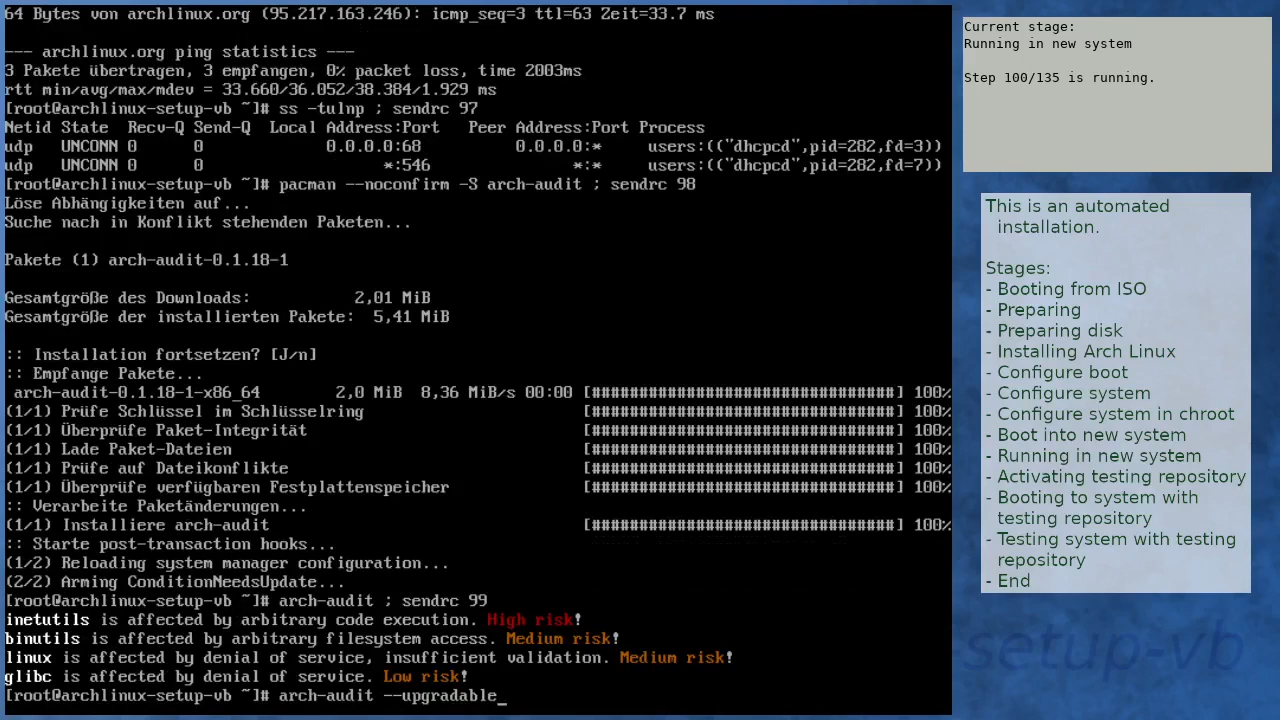 64 Bytes von archlinux.org (95.217.163.246): icmp_seq=3 ttl=63 Zeit=33.7 ms
--- archlinux.org ping statistics ---
3 Pakete übertragen, 3 empfangen, 0% packet loss, time 2003ms
rtt min/avg/max/mdev = 33.660/36.052/38.384/1.929 ms
[root@archlinux-setup-vb ~]# ss -tulnp ; sendrc 97
Netid State  Recv-Q Send-Q  Local Address:Port   Peer Address:Port Process
udp   UNCONN 0      0             0.0.0.0:68          0.0.0.0:*     users:(("dhcpcd",pid=282,fd=3))
udp   UNCONN 0      0                   *:546               *:*     users:(("dhcpcd",pid=282,fd=7))
[root@archlinux-setup-vb ~]# pacman --noconfirm -S arch-audit ; sendrc 98
Löse Abhängigkeiten auf...
Suche nach in Konflikt stehenden Paketen...
Pakete (1) arch-audit-0.1.18-1
Gesamtgröße des Downloads:           2,01 MiB
Gesamtgröße der installierten Pakete:  5,41 MiB
:: Installation fortsetzen? [J/n]
:: Empfange Pakete...
arch-audit-0.1.18-1-x86_64        2,0 MiB  8,36 MiB/s 00:00 [################################] 100%
(1/1) Prüfe Schlüssel im Schlüsselring                       [################################] 100%
(1/1) Überprüfe Paket-Integrität                             [################################] 100%
(1/1) Lade Paket-Dateien                                     [################################] 100%
(1/1) Prüfe auf Dateikonflikte                               [################################] 100%
(1/1) Überprüfe verfügbaren Festplattenspeicher              [################################] 100%
:: Verarbeite Paketänderungen...
(1/1) Installiere arch-audit                                 [################################] 100%
:: Starte post-transaction hooks...
(1/2) Reloading system manager configuration...
(2/2) Arming ConditionNeedsUpdate...
[root@archlinux-setup-vb ~]# arch-audit ; sendrc 99
inetutils is affected by arbitrary code execution. High risk!
binutils is affected by arbitrary filesystem access. Medium risk!
linux is affected by denial of service, insufficient validation. Medium risk!
glibc is affected by denial of service. Low risk!
[root@archlinux-setup-vb ~]# arch-audit --upgradable_
Current stage:
Running in new system
Step 100/135 is running.
This is an automated
installation.
Stages:
- Booting from ISO
- Preparing
- Preparing disk
- Installing Arch Linux
- Configure boot
- Configure system
- Configure system in chroot
- Boot into new system
- Running in new system
- Activating testing repository
- Booting to system with
testing repository
- Testing system with testing
repository
- End
setup-vb